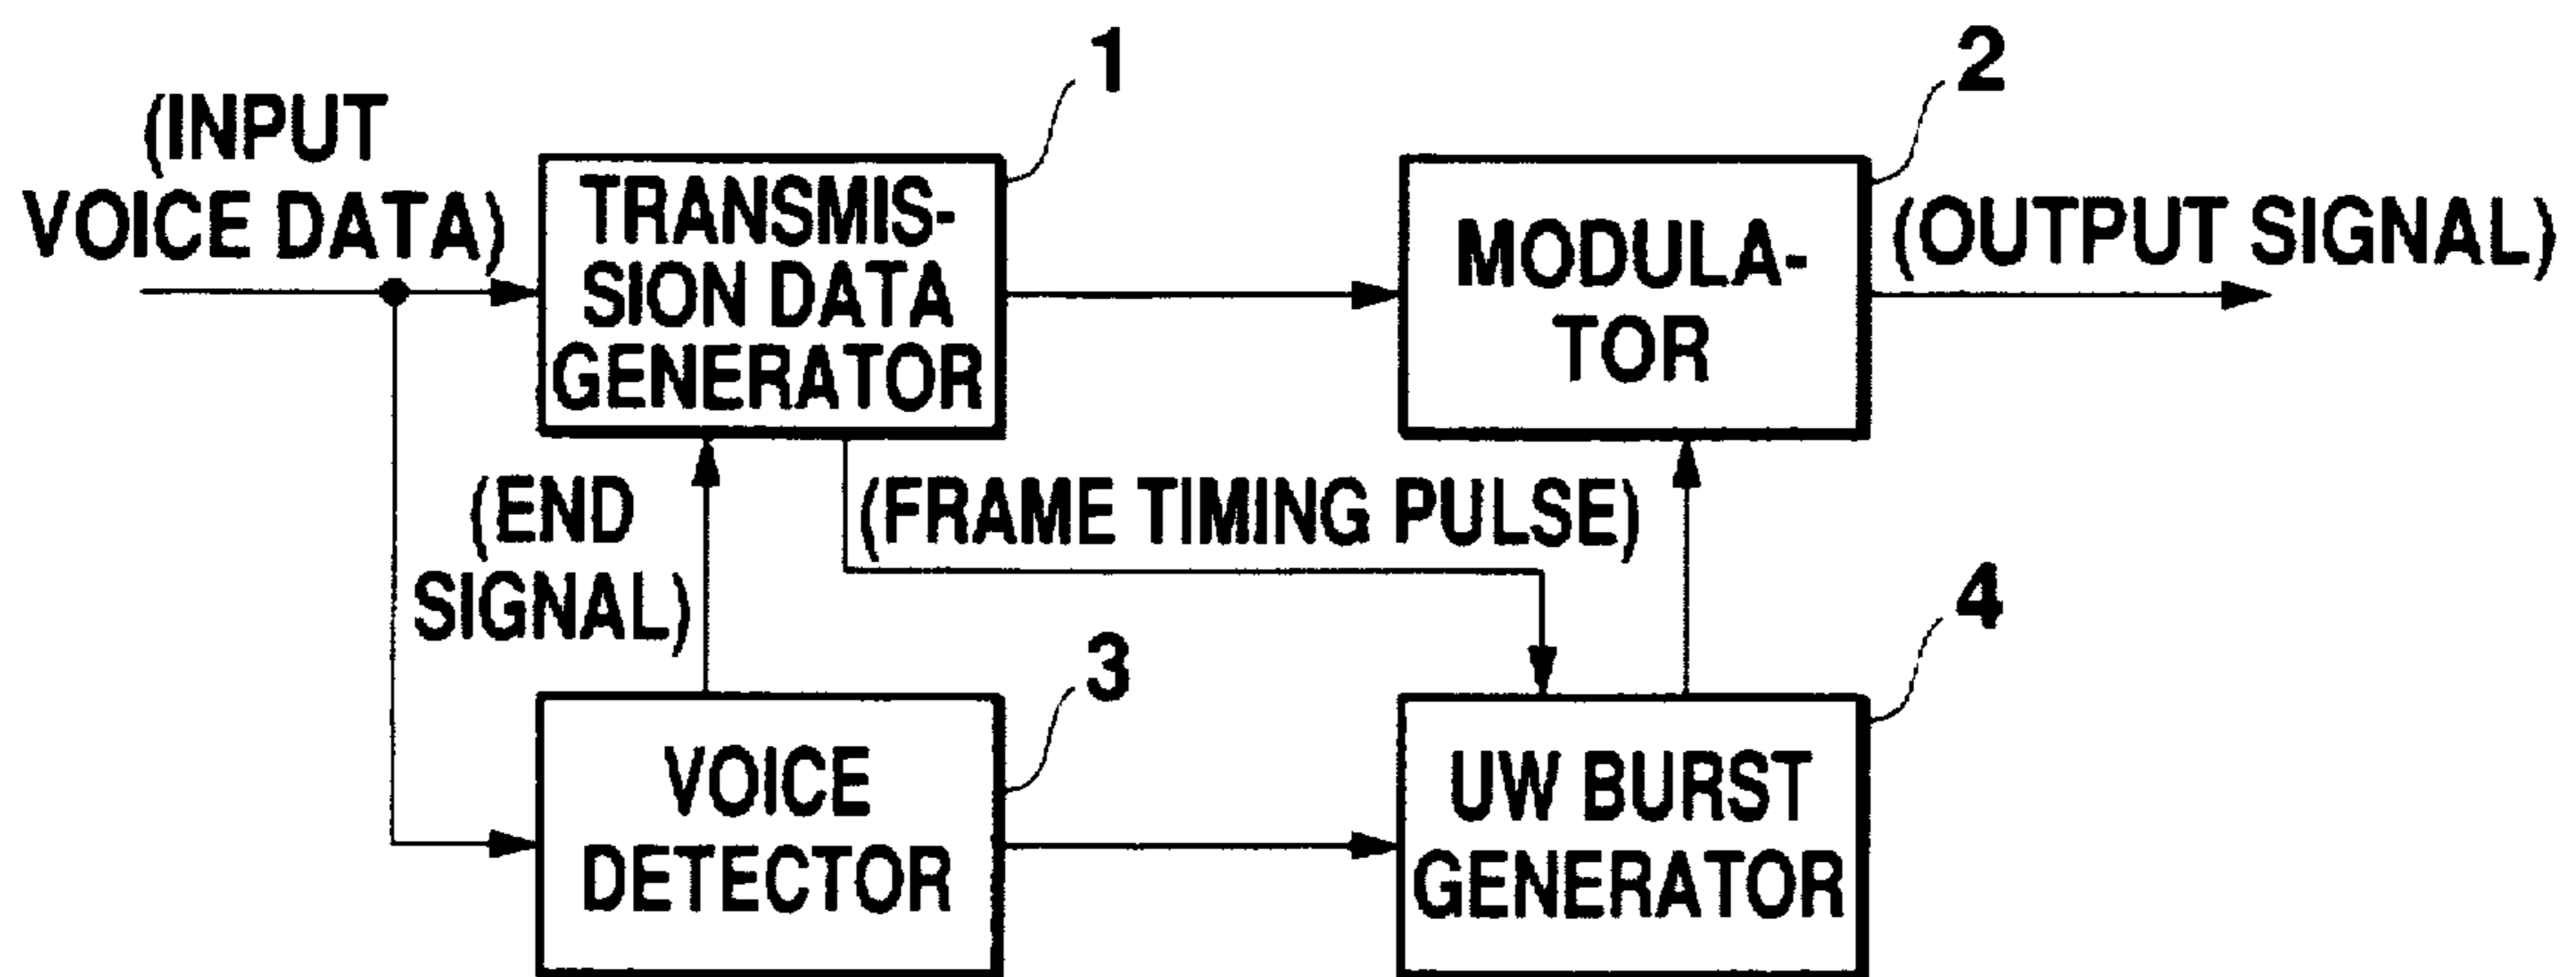 1
2
(INPUT
VOICE DATA)
TRANSMIS-
SION DATA
GENERATOR
MODULA-
TOR
(OUTPUT SIGNAL)
(END
SIGNAL)
(FRAME TIMING PULSE)
3
4
VOICE
DETECTOR
UW BURST
GENERATOR